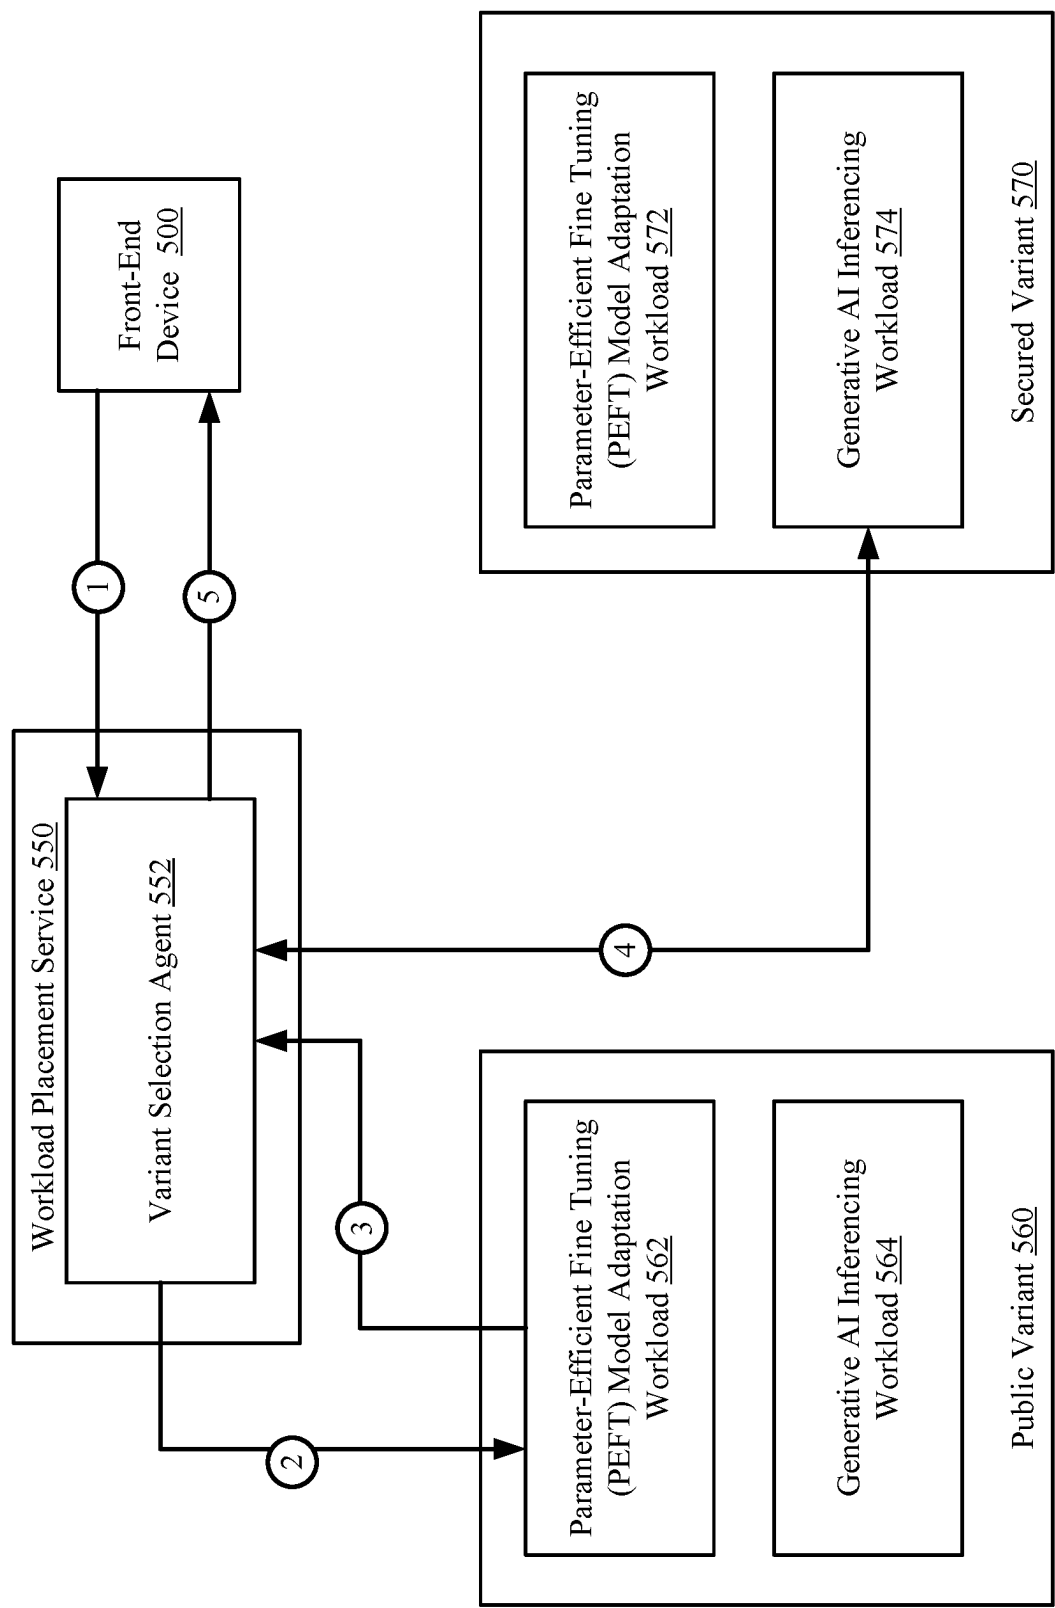 Workload Placement Service 550
Variant Selection Agent 552
Front-End
Device 500
1
5
2
3
4
Parameter-Efficient Fine Tuning
(PEFT) Model Adaptation
Workload 562
Generative AI Inferencing
Workload 564
Public Variant 560
Parameter-Efficient Fine Tuning
(PEFT) Model Adaptation
Workload 572
Generative AI Inferencing
Workload 574
Secured Variant 570